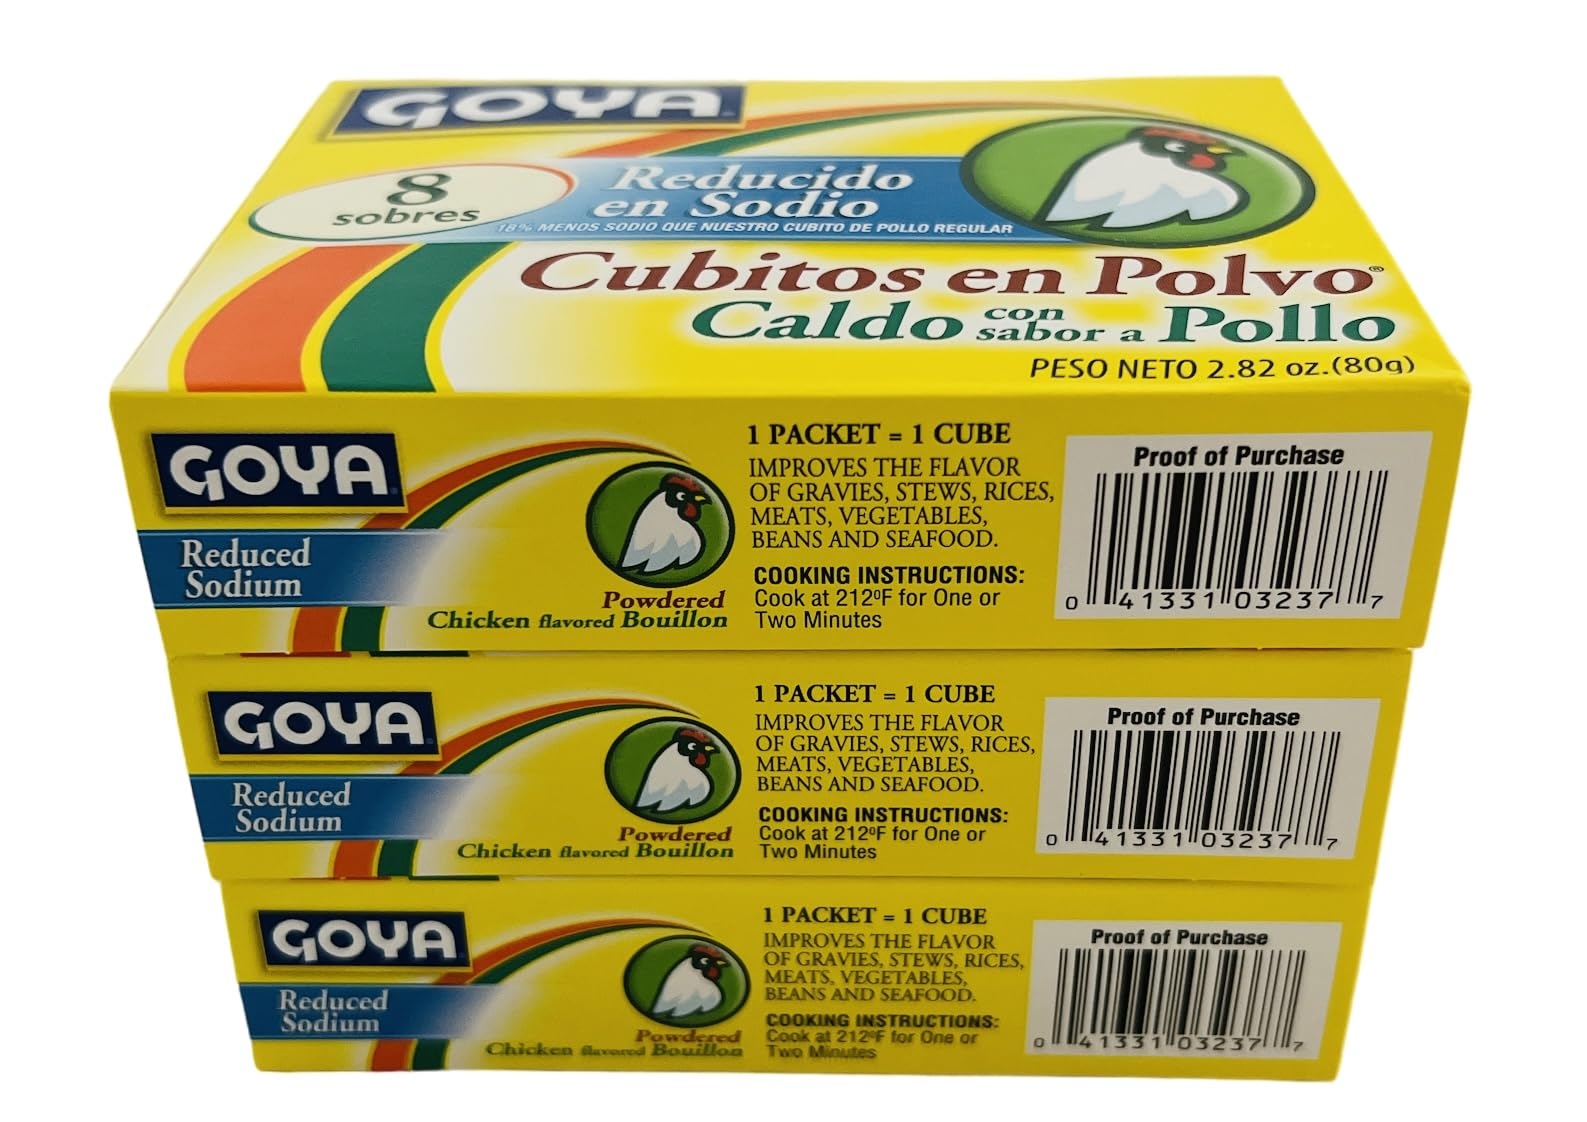 GOYA
8
sobres
Reducido
en Sodio
18% MENOS SODIO QUE NUESTRO CUBITO DE POLLO REGULAR
Cubitos en Polvo®
Caldo con sabor a Pollo
PESO NETO 2.82 oz.(80g)
GOYA
Reduced
Sodium
Powdered
Chicken flavored Bouillon
1 PACKET = 1 CUBE
IMPROVES THE FLAVOR
OF GRAVIES, STEWS, RICES,
MEATS, VEGETABLES,
BEANS AND SEAFOOD.
COOKING INSTRUCTIONS:
Cook at 212ºF for One or
Two Minutes
Proof of Purchase
0 41331 03237 7
GOYA
Reduced
Sodium
Powdered
Chicken flavored Bouillon
1 PACKET = 1 CUBE
IMPROVES THE FLAVOR
OF GRAVIES, STEWS, RICES,
MEATS, VEGETABLES,
BEANS AND SEAFOOD.
COOKING INSTRUCTIONS:
Cook at 212ºF for One or
Two Minutes
Proof of Purchase
0 41331 03237 7
GOYA
Reduced
Sodium
Powdered
Chicken flavored Bouillon
1 PACKET = 1 CUBE
IMPROVES THE FLAVOR
OF GRAVIES, STEWS, RICES,
MEATS, VEGETABLES,
BEANS AND SEAFOOD.
COOKING INSTRUCTIONS:
Cook at 212ºF for One or
Two Minutes
Proof of Purchase
0 41331 03237 7